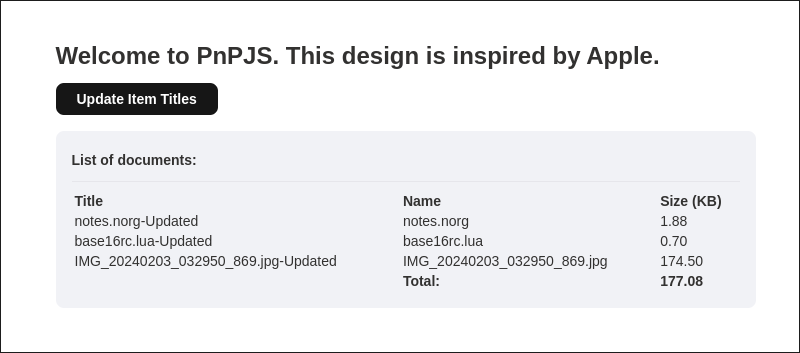 Welcome to PnPJS. This design is inspired by Apple.
Update Item Titles
List of documents:
Title Name Size (KB)
notes.norg-Updated notes.norg 1.88
base16rc.lua-Updated base16rc.lua 0.70
IMG_20240203_032950_869.jpg-Updated IMG_20240203_032950_869.jpg 174.50
Total: 177.08